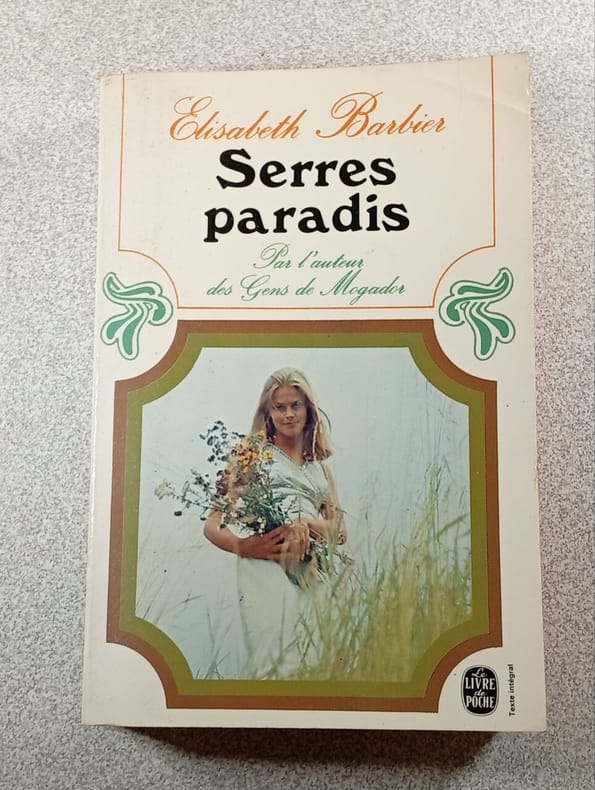 Elisabeth Barbier
Serres
paradis
Par l'auteur
des Gens de Mogador
Le
LIVRE
de
POCHE
Texte intégral